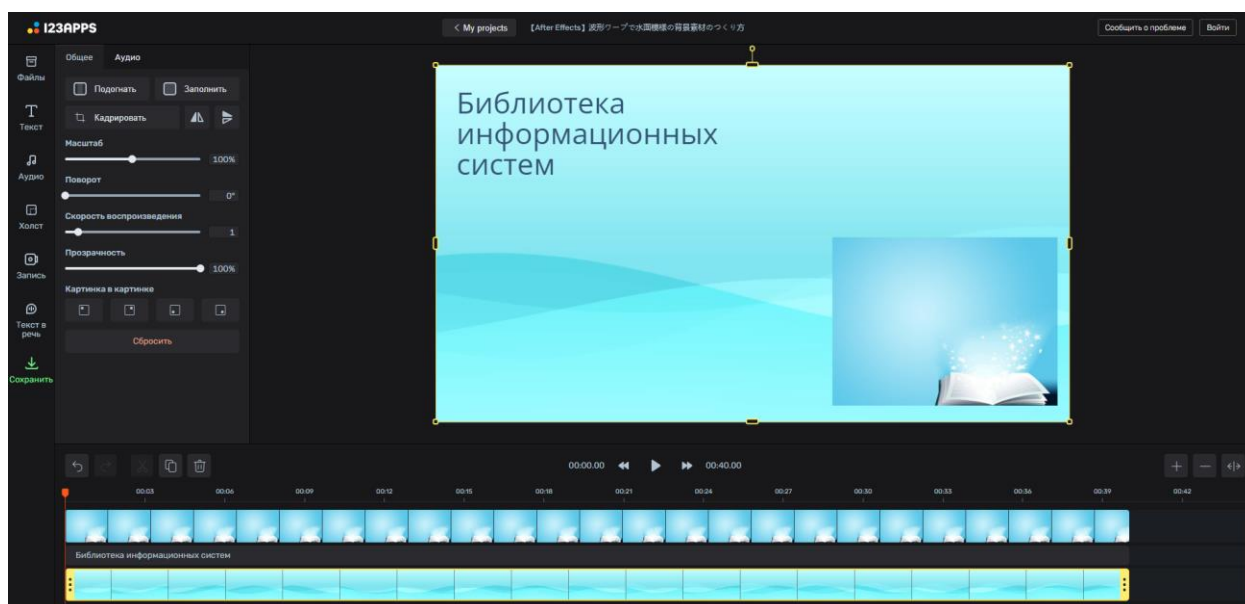 123APPS
My projects
【After Effects】波形ワープで水面模様の背景素材のつくり方
Сообщить о проблеме
Войти
Файлы
Текст
Аудио
Холст
Запись
Текст в
речь
Сохранить
Общее Аудио
Подогнать Заполнить
Кадрировать
Масштаб
100%
Поворот
0°
Скорость воспроизведения
1
Прозрачность
100%
Картинка в картинке
Сбросить
Библиотека
информационных
систем
00:00.00 00:40.00
00:03 00:06 00:09 00:12 00:15 00:18 00:21 00:24 00:27 00:30 00:33 00:36 00:39 00:42
Библиотека информационных систем